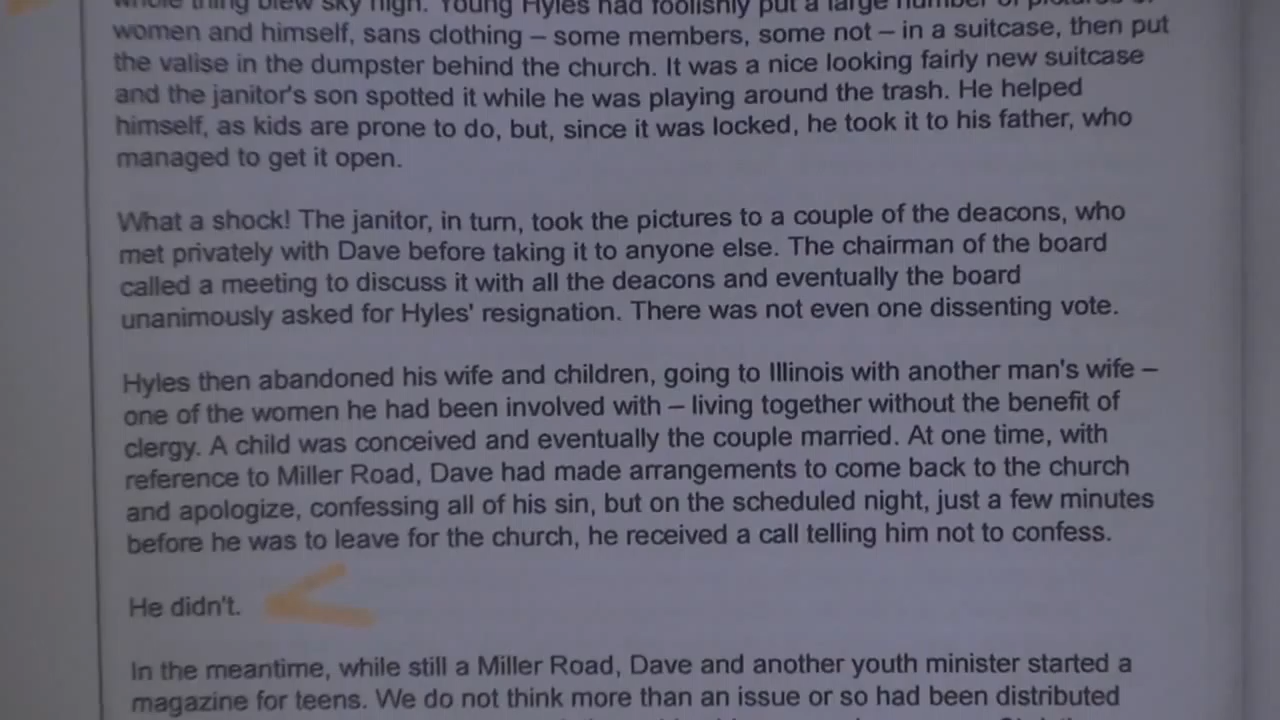 whole thing blew sky high. Young Hyles had foolishly put a large number of pictures of
women and himself, sans clothing – some members, some not – in a suitcase, then put
the valise in the dumpster behind the church. It was a nice looking fairly new suitcase
and the janitor's son spotted it while he was playing around the trash. He helped
himself, as kids are prone to do, but, since it was locked, he took it to his father, who
managed to get it open.
What a shock! The janitor, in turn, took the pictures to a couple of the deacons, who
met privately with Dave before taking it to anyone else. The chairman of the board
called a meeting to discuss it with all the deacons and eventually the board
unanimously asked for Hyles' resignation. There was not even one dissenting vote.
Hyles then abandoned his wife and children, going to Illinois with another man's wife –
one of the women he had been involved with – living together without the benefit of
clergy. A child was conceived and eventually the couple married. At one time, with
reference to Miller Road, Dave had made arrangements to come back to the church
and apologize, confessing all of his sin, but on the scheduled night, just a few minutes
before he was to leave for the church, he received a call telling him not to confess.
He didn't.
In the meantime, while still a Miller Road, Dave and another youth minister started a
magazine for teens. We do not think more than an issue or so had been distributed